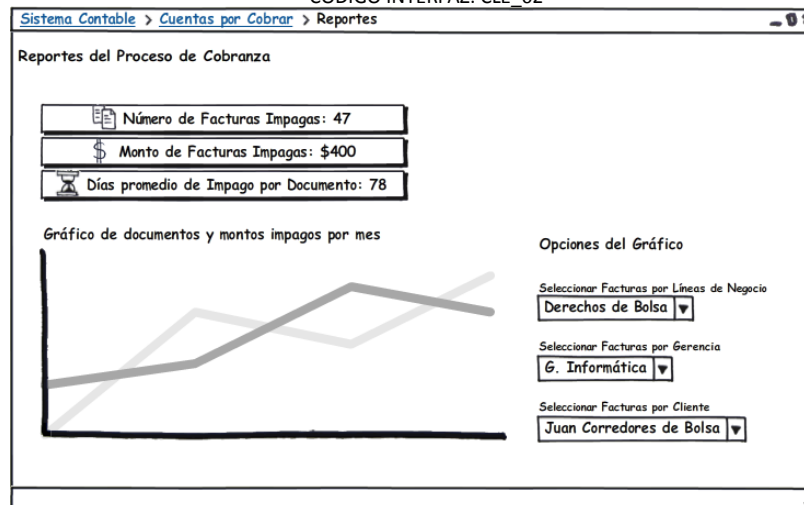 CODIGO INTERFAZ: CLL_02
Sistema Contable > Cuentas por Cobrar > Reportes
Reportes del Proceso de Cobranza
Número de Facturas Impagas: 47
$ Monto de Facturas Impagas: $400
Días promedio de Impago por Documento: 78
Gráfico de documentos y montos impagos por mes
Opciones del Gráfico
Seleccionar Facturas por Líneas de Negocio
Derechos de Bolsa
Seleccionar Facturas por Gerencia
G. Informática
Seleccionar Facturas por Cliente
Juan Corredores de Bolsa